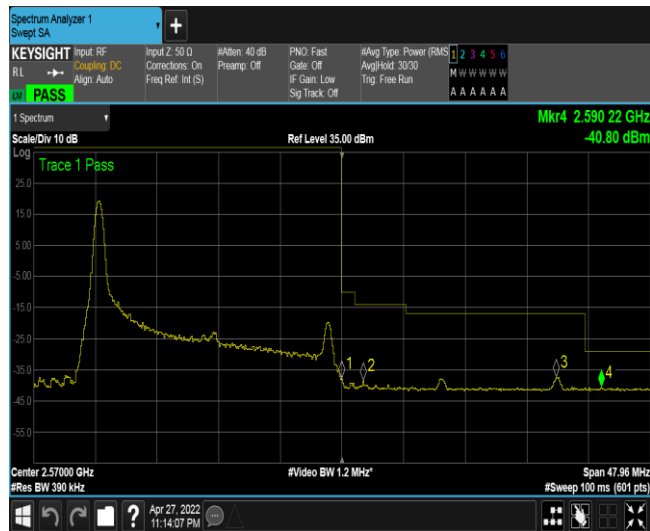 Spectrum Analyzer 1
Swept SA
+
KEYSIGHT
RL
PASS
Input: RF
Coupling: DC
Align: Auto
Input Z: 50 Ω
Corrections: On
Freq Ref: Int (S)
#Atten: 40 dB
Preamp: Off
PNO: Fast
Gate: Off
IF Gain: Low
Sig Track: Off
#Avg Type: Power (RMS
Avg|Hold: 30/30
Trig: Free Run
1 2 3 4 5 6
M W W W W W
A A A A A A
1 Spectrum
Scale/Div 10 dB
Ref Level 35.00 dBm
Mkr4 2.590 22 GHz
-40.80 dBm
Log
Trace 1 Pass
25.0
15.0
5.00
-5.00
-15.0
-25.0
-35.0
-45.0
-55.0
1
2
3
4
Center 2.57000 GHz
#Video BW 1.2 MHz*
Span 47.96 MHz
#Res BW 390 kHz
#Sweep 100 ms (601 pts)
?
Apr 27, 2022
11:14:07 PM